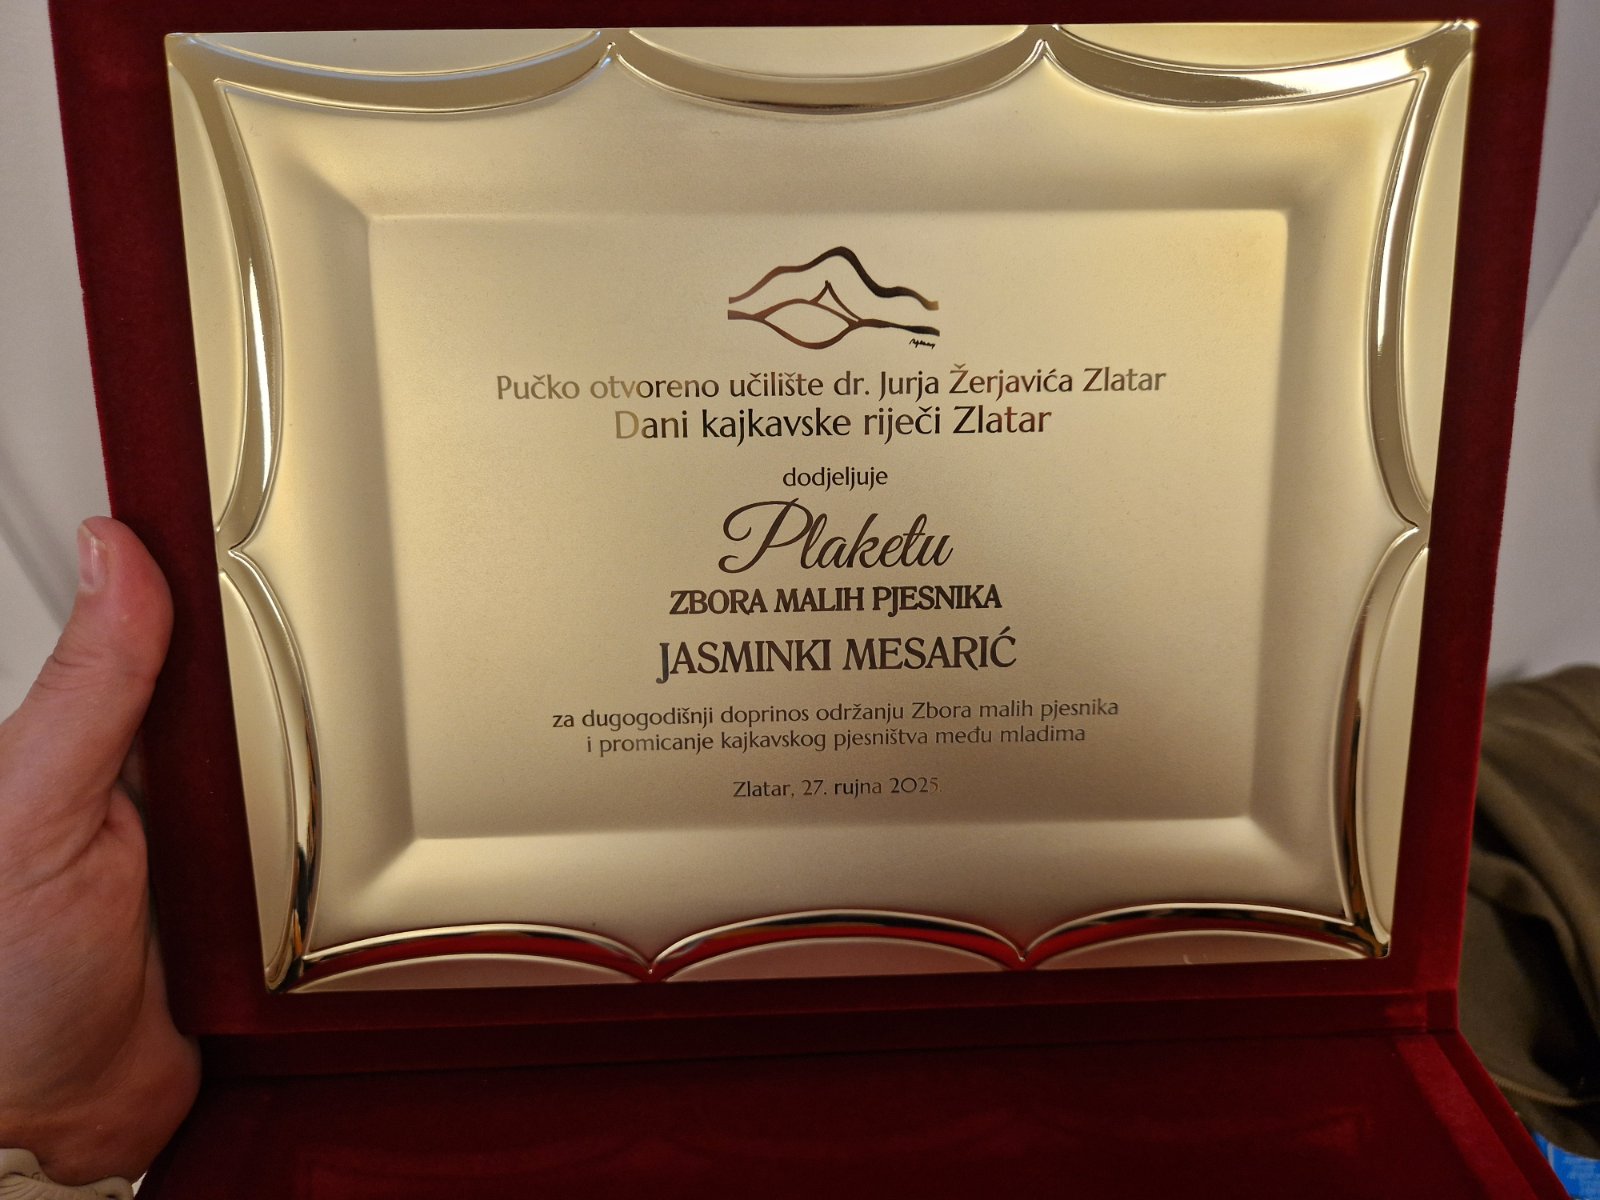 Pučko otvoreno učilište dr. Jurja Žerjavića Zlatar
Dani kajkavske riječi Zlatar
dodjeljuje
Plaketu
ZBORA MALIH PJESNIKA
JASMINKI MESARIĆ
za dugogodišnji doprinos održanju Zbora malih pjesnika
i promicanje kajkavskog pjesništva među mladima
Zlatar, 27. rujna 2025.